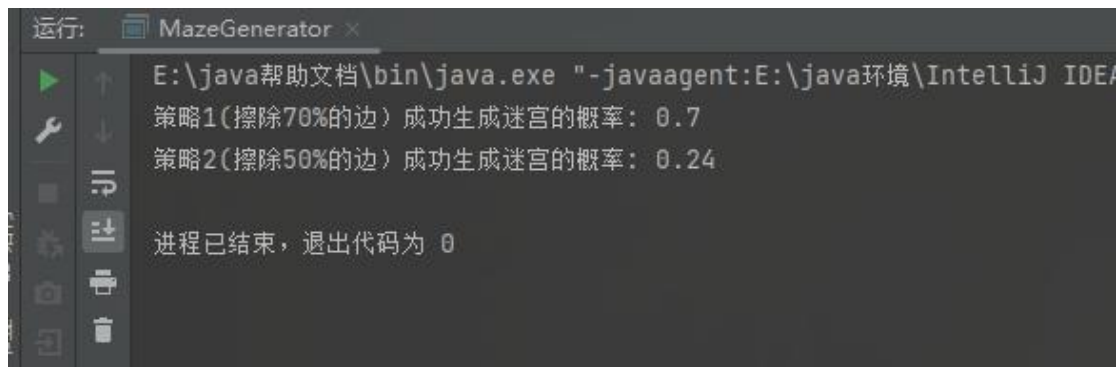 运行: MazeGenerator
E:\java帮助文档\bin\java.exe "-javaagent:E:\java环境\IntelliJ IDEA
策略1(擦除70%的边) 成功生成迷宫的概率: 0.7
策略2(擦除50%的边) 成功生成迷宫的概率: 0.24
进程已结束，退出代码为 0